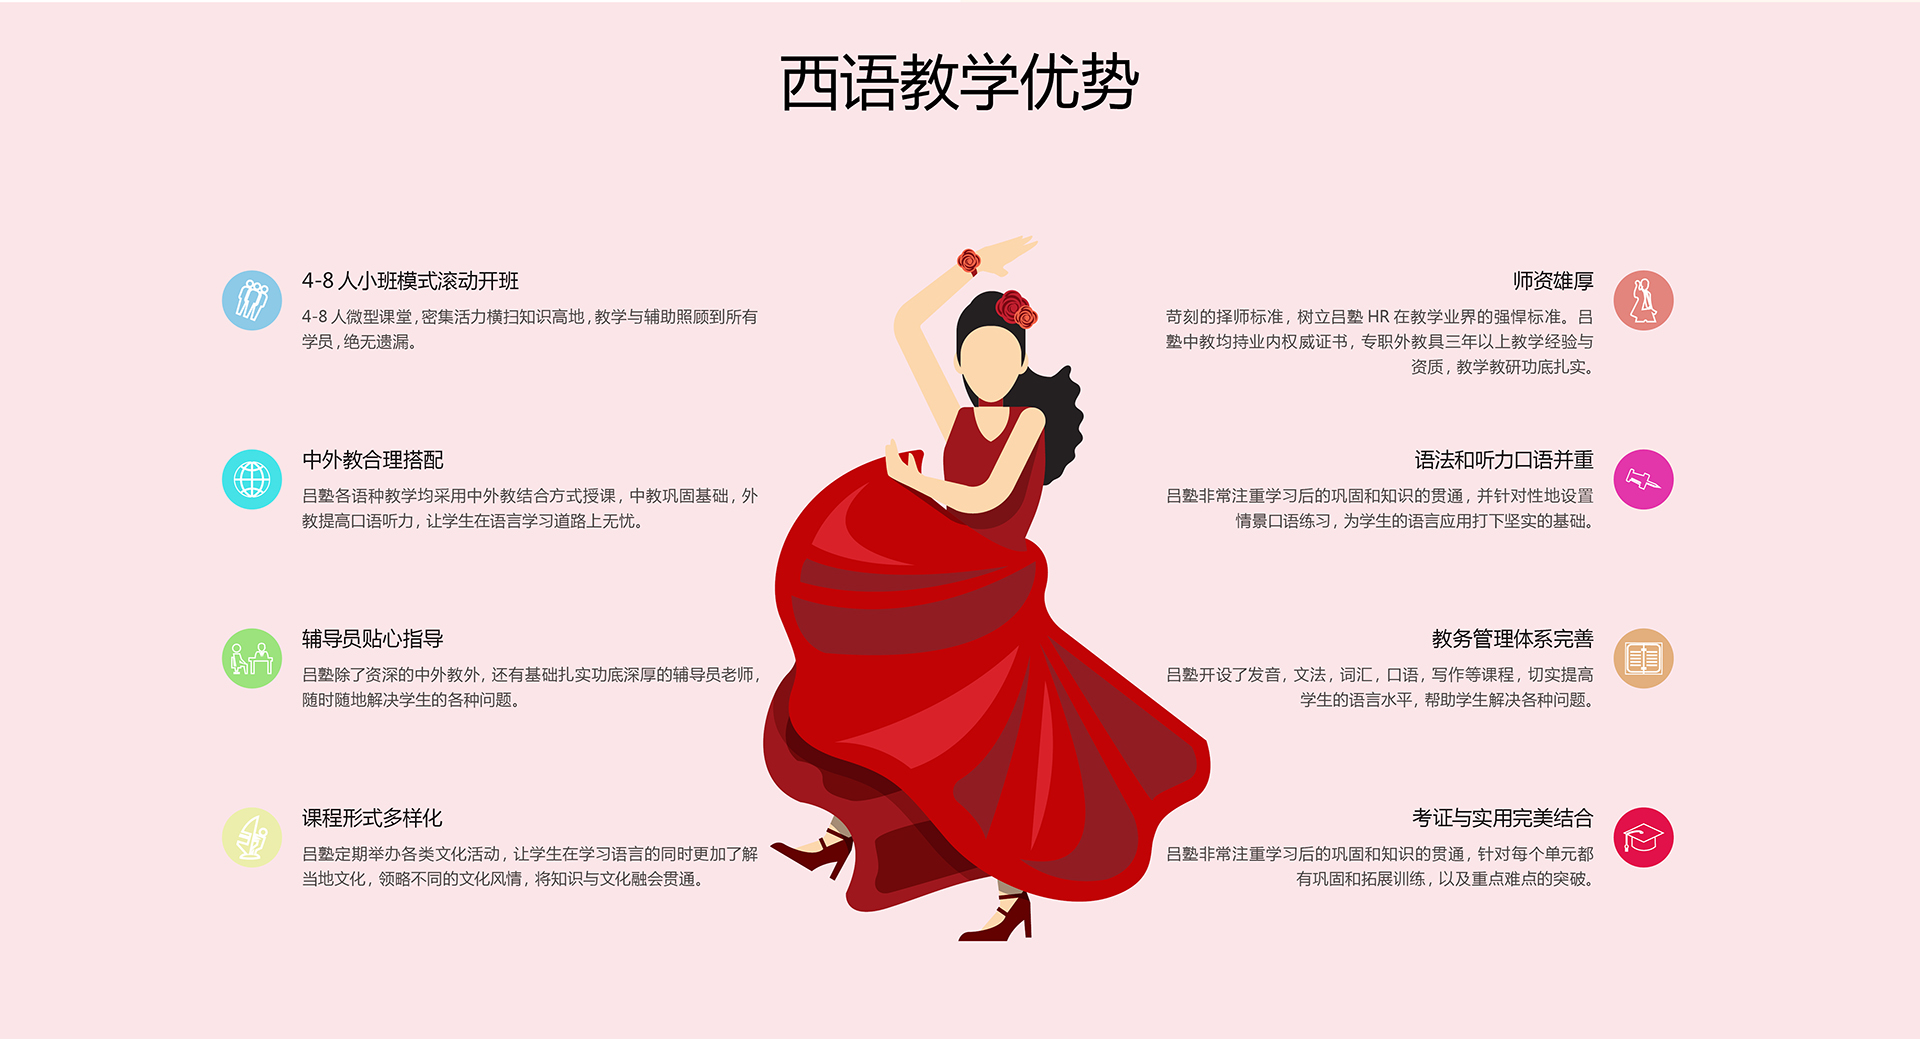 西语教学优势
4-8 人小班模式滚动开班
4-8 人微型课堂，密集活力横扫知识高地，教学与辅助照顾到所有
学员，绝无遗漏。
中外教合理搭配
吕塾各语种教学均采用中外教结合方式授课，中教巩固基础，外
教提高口语听力，让学生在语言学习道路上无忧。
辅导员贴心指导
吕塾除了资深的中外教外，还有基础扎实功底深厚的辅导员老师，
随时随地解决学生的各种问题。
课程形式多样化
吕塾定期举办各类文化活动，让学生在学习语言的同时更加了解
当地文化，领略不同的文化风情，将知识与文化融会贯通。
师资雄厚
苛刻的择师标准，树立吕塾 HR 在教学业界的强悍标准。吕
塾中教均持业内权威证书，专职外教具三年以上教学经验与
资质，教学教研功底扎实。
语法和听力口语并重
吕塾非常注重学习后的巩固和知识的贯通，并针对性地设置
情景口语练习，为学生的语言应用打下坚实的基础。
教务管理体系完善
吕塾开设了发音，文法，词汇，口语，写作等课程，切实提高
学生的语言水平，帮助学生解决各种问题。
考证与实用完美结合
吕塾非常注重学习后的巩固和知识的贯通，针对每个单元都
有巩固和拓展训练，以及重点难点的突破。